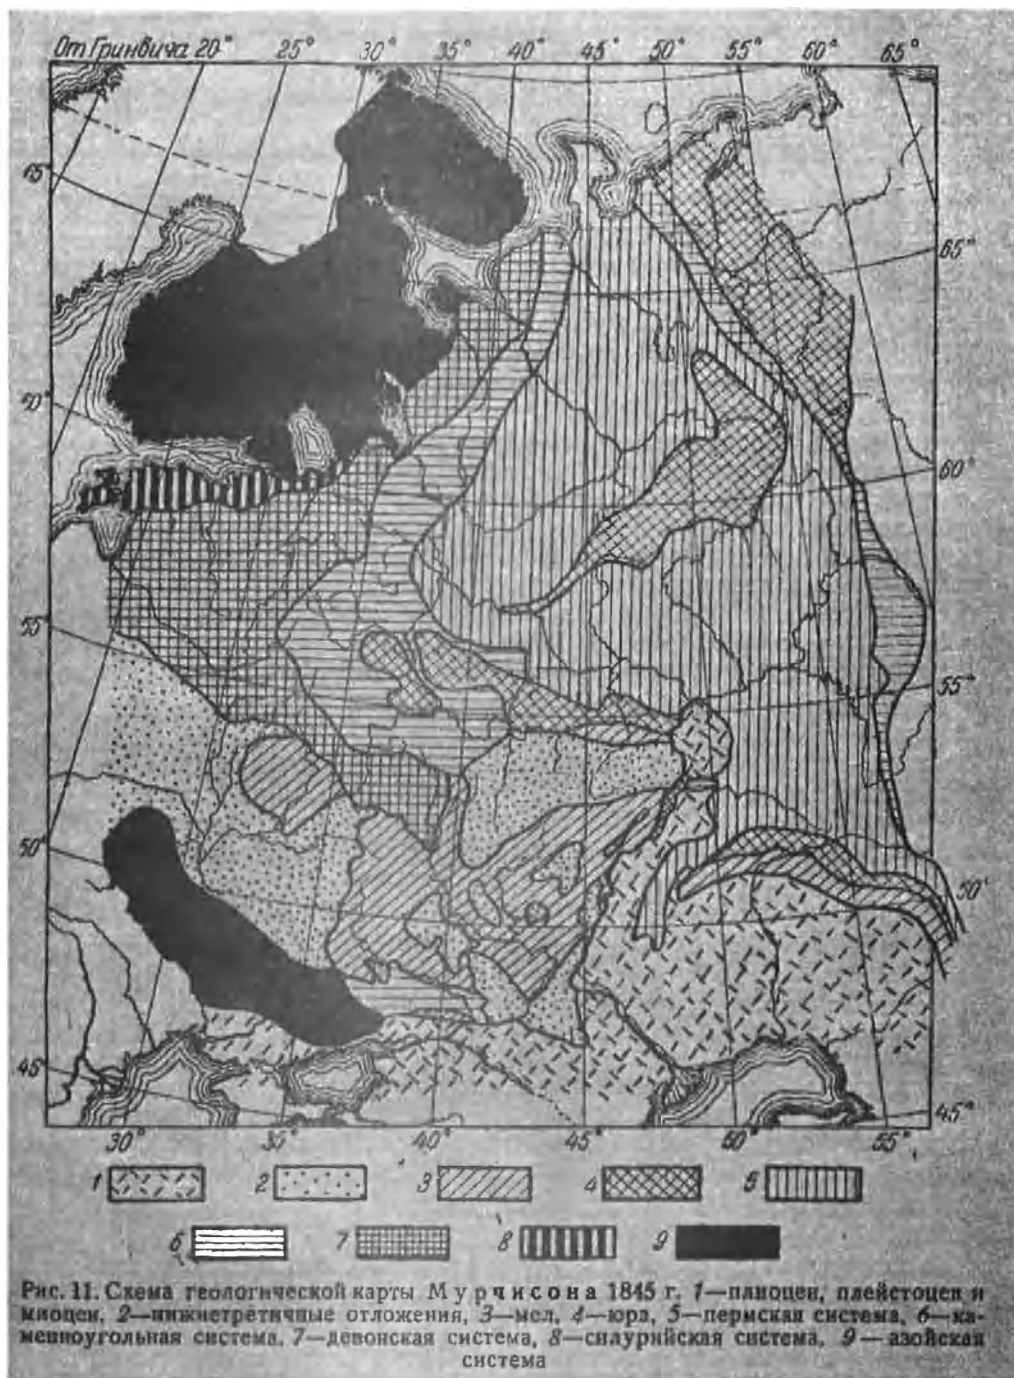 От Гринвича 20° 25° 30° 35° 40° 45° 50° 55° 60° 65°
65°
65°
60°
60°
55°
55°
50°
50°
45°
45°
30° 35° 40° 45° 50° 55°
1 2 3 4 5
6 7 8 9
Рис. 11. Схема геологической карты Мурчисона 1845 г. 1—плиоцен, плейстоцен и
миоцен, 2—нижнетретичные отложения, 3—мел, 4—юра, 5—пермская система, 6—ка-
менноугольная система, 7—девонская система, 8—силурийская система, 9—азойская
система